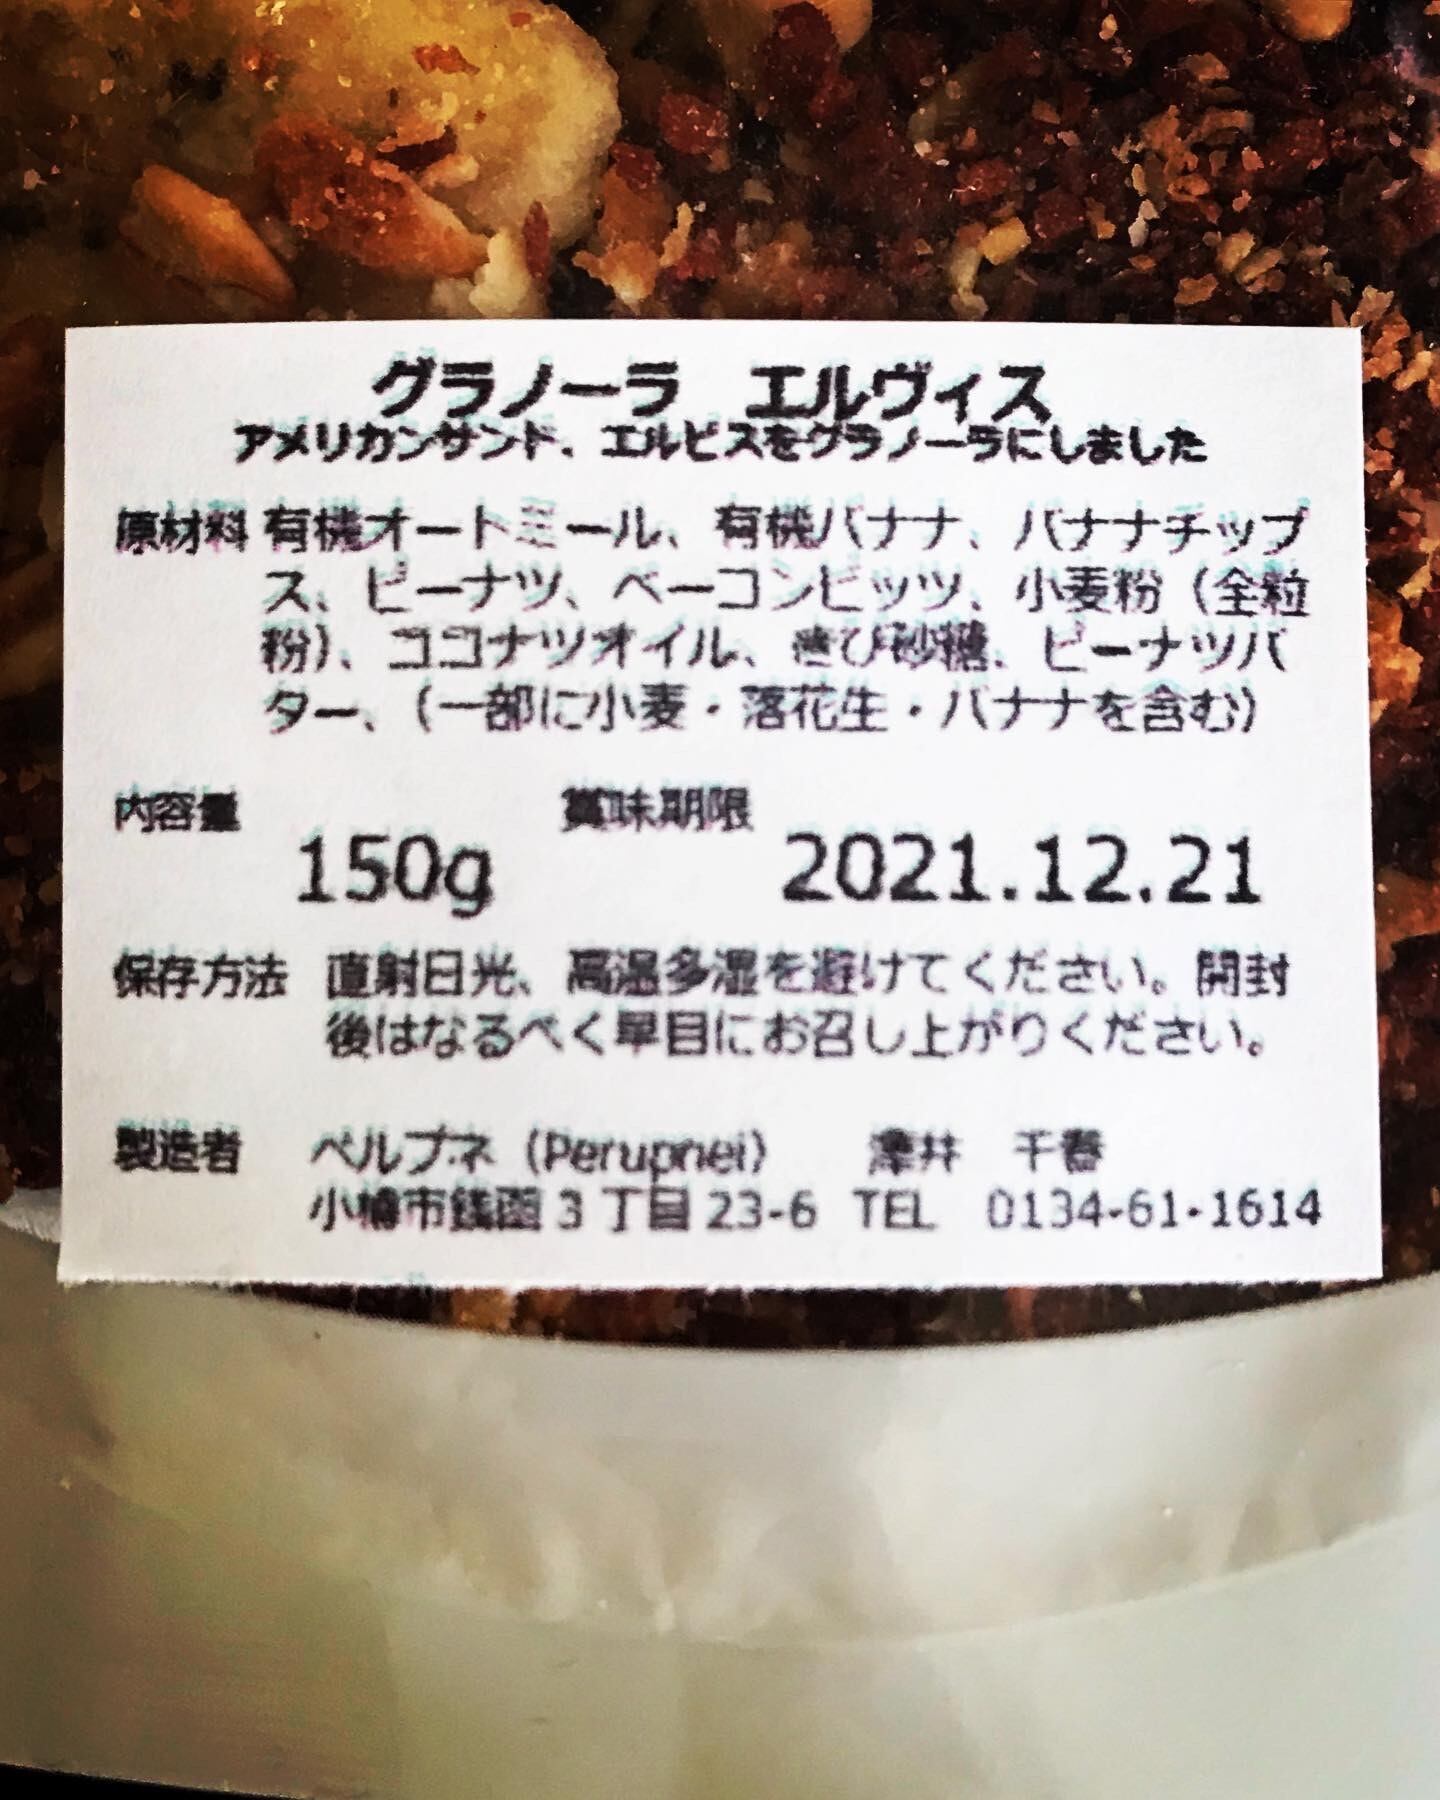 グラノーラ　エルヴィス
アメリカンサンド、エルビスをグラノーラにしました
原材料 有機オートミール、有機バナナ、バナナチップ
ス、ピーナツ、ベーコンビッツ、小麦粉（全粒
粉）、ココナツオイル、きび砂糖、ピーナツバ
ター、（一部に小麦・落花生・バナナを含む）
内容量 150g 賞味期限 2021.12.21
保存方法 直射日光、高温多湿を避けてください。開封
後はなるべく早目にお召し上がりください。
製造者 ペルプネ（Perupnei） 澤井　千春
小樽市銭函３丁目23-6 TEL 0134-61-1614